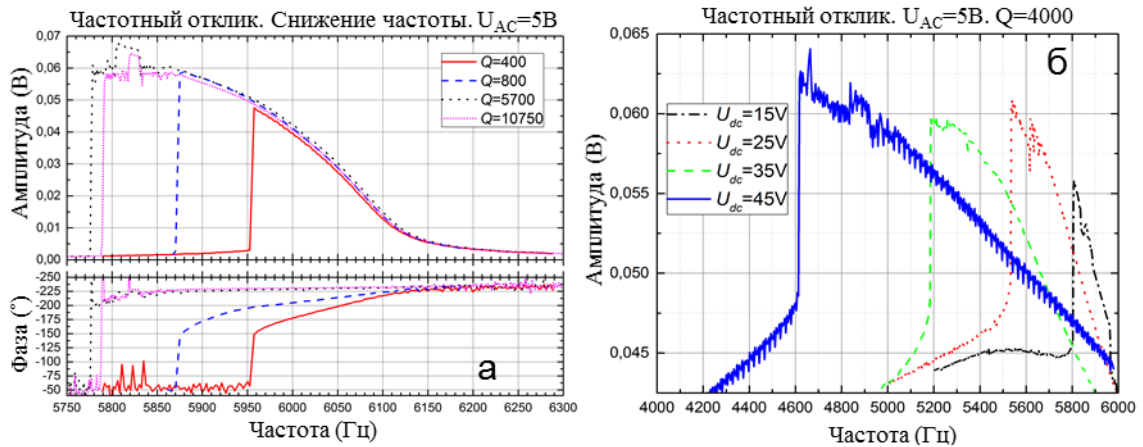 Частотный отклик. Снижение частоты. U_AC=5В
Амплитуда (В)
0,07
0,06
0,05
0,04
0,03
0,02
0,01
0,00
Q=400
Q=800
Q=5700
Q=10750
Фаза (°)
-250
-225
-200
-175
-150
-125
-100
-75
-50
а
5750 5800 5850 5900 5950 6000 6050 6100 6150 6200 6250 6300
Частота (Гц)
Частотный отклик. U_AC=5В. Q=4000
Амплитуда (В)
0,065
0,060
0,055
0,050
0,045
б
U_dc=15V
U_dc=25V
U_dc=35V
U_dc=45V
4000 4200 4400 4600 4800 5000 5200 5400 5600 5800 6000
Частота (Гц)